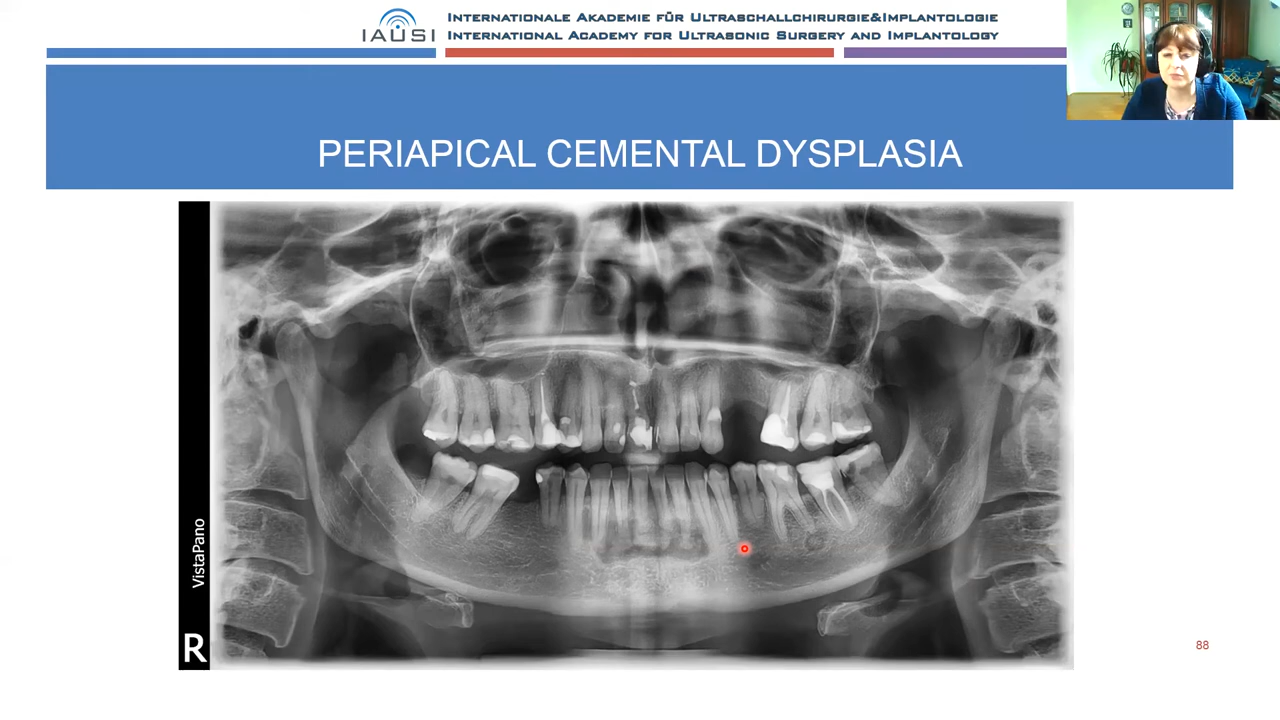 IAUSI
INTERNATIONALE AKADEMIE FÜR ULTRASCHALLCHIRURGIE&IMPLANTOLOGIE
INTERNATIONAL ACADEMY FOR ULTRASONIC SURGERY AND IMPLANTOLOGY
PERIAPICAL CEMENTAL DYSPLASIA
VistaPano
R
88